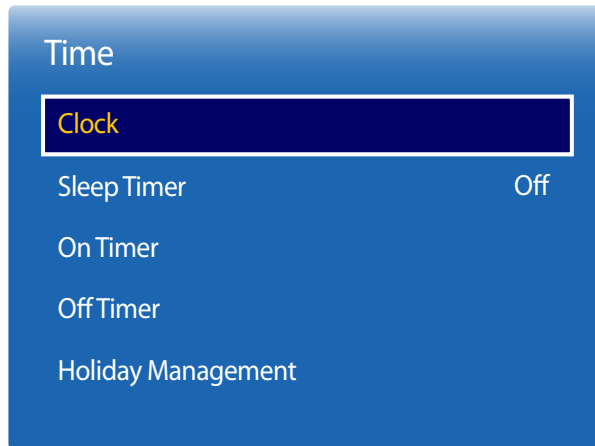 Time
Clock
Sleep Timer Off
On Timer
Off Timer
Holiday Management